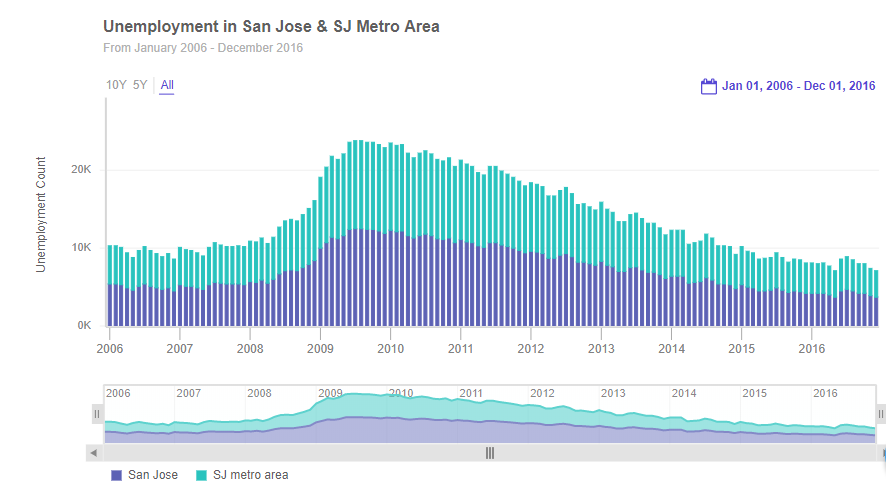 Unemployment in San Jose & SJ Metro Area
From January 2006 - December 2016
10Y 5Y All
Jan 01, 2006 - Dec 01, 2016
Unemployment Count
20K
10K
0K
2006 2007 2008 2009 2010 2011 2012 2013 2014 2015 2016
2006 2007 2008 2009 2010 2011 2012 2013 2014 2015 2016
San Jose SJ metro area